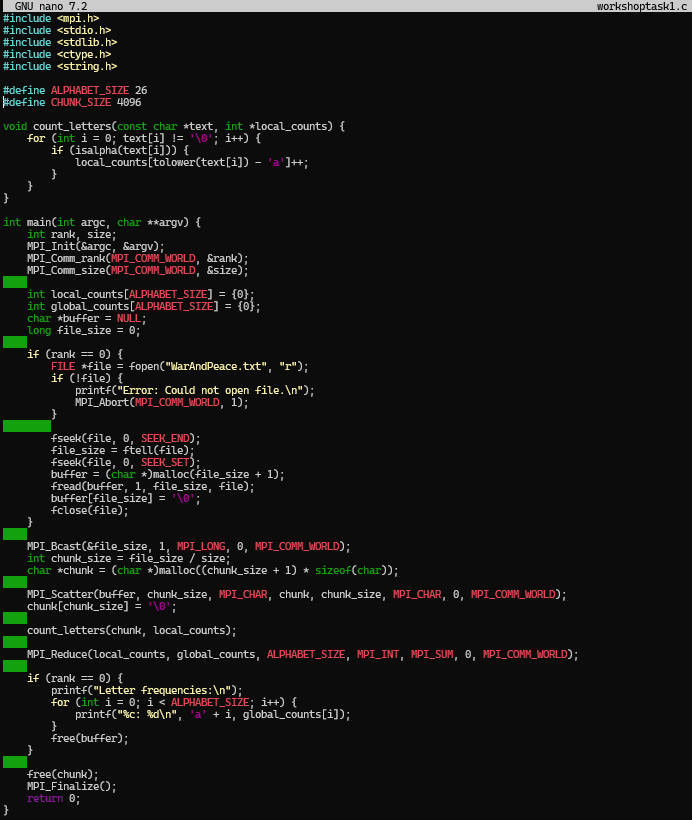 GNU nano 7.2 workshoptask1.c
#include <mpi.h>
#include <stdio.h>
#include <stdlib.h>
#include <ctype.h>
#include <string.h>

#define ALPHABET_SIZE 26
#define CHUNK_SIZE 4096

void count_letters(const char *text, int *local_counts) {
    for (int i = 0; text[i] != '\0'; i++) {
        if (isalpha(text[i])) {
            local_counts[tolower(text[i]) - 'a']++;
        }
    }
}

int main(int argc, char **argv) {
    int rank, size;
    MPI_Init(&argc, &argv);
    MPI_Comm_rank(MPI_COMM_WORLD, &rank);
    MPI_Comm_size(MPI_COMM_WORLD, &size);

    int local_counts[ALPHABET_SIZE] = {0};
    int global_counts[ALPHABET_SIZE] = {0};
    char *buffer = NULL;
    long file_size = 0;

    if (rank == 0) {
        FILE *file = fopen("WarAndPeace.txt", "r");
        if (!file) {
            printf("Error: Could not open file.\n");
            MPI_Abort(MPI_COMM_WORLD, 1);
        }

        fseek(file, 0, SEEK_END);
        file_size = ftell(file);
        fseek(file, 0, SEEK_SET);
        buffer = (char *)malloc(file_size + 1);
        fread(buffer, 1, file_size, file);
        buffer[file_size] = '\0';
        fclose(file);
    }

    MPI_Bcast(&file_size, 1, MPI_LONG, 0, MPI_COMM_WORLD);
    int chunk_size = file_size / size;
    char *chunk = (char *)malloc((chunk_size + 1) * sizeof(char));

    MPI_Scatter(buffer, chunk_size, MPI_CHAR, chunk, chunk_size, MPI_CHAR, 0, MPI_COMM_WORLD);
    chunk[chunk_size] = '\0';

    count_letters(chunk, local_counts);

    MPI_Reduce(local_counts, global_counts, ALPHABET_SIZE, MPI_INT, MPI_SUM, 0, MPI_COMM_WORLD);

    if (rank == 0) {
        printf("Letter frequencies:\n");
        for (int i = 0; i < ALPHABET_SIZE; i++) {
            printf("%c: %d\n", 'a' + i, global_counts[i]);
        }
        free(buffer);
    }

    free(chunk);
    MPI_Finalize();
    return 0;
}